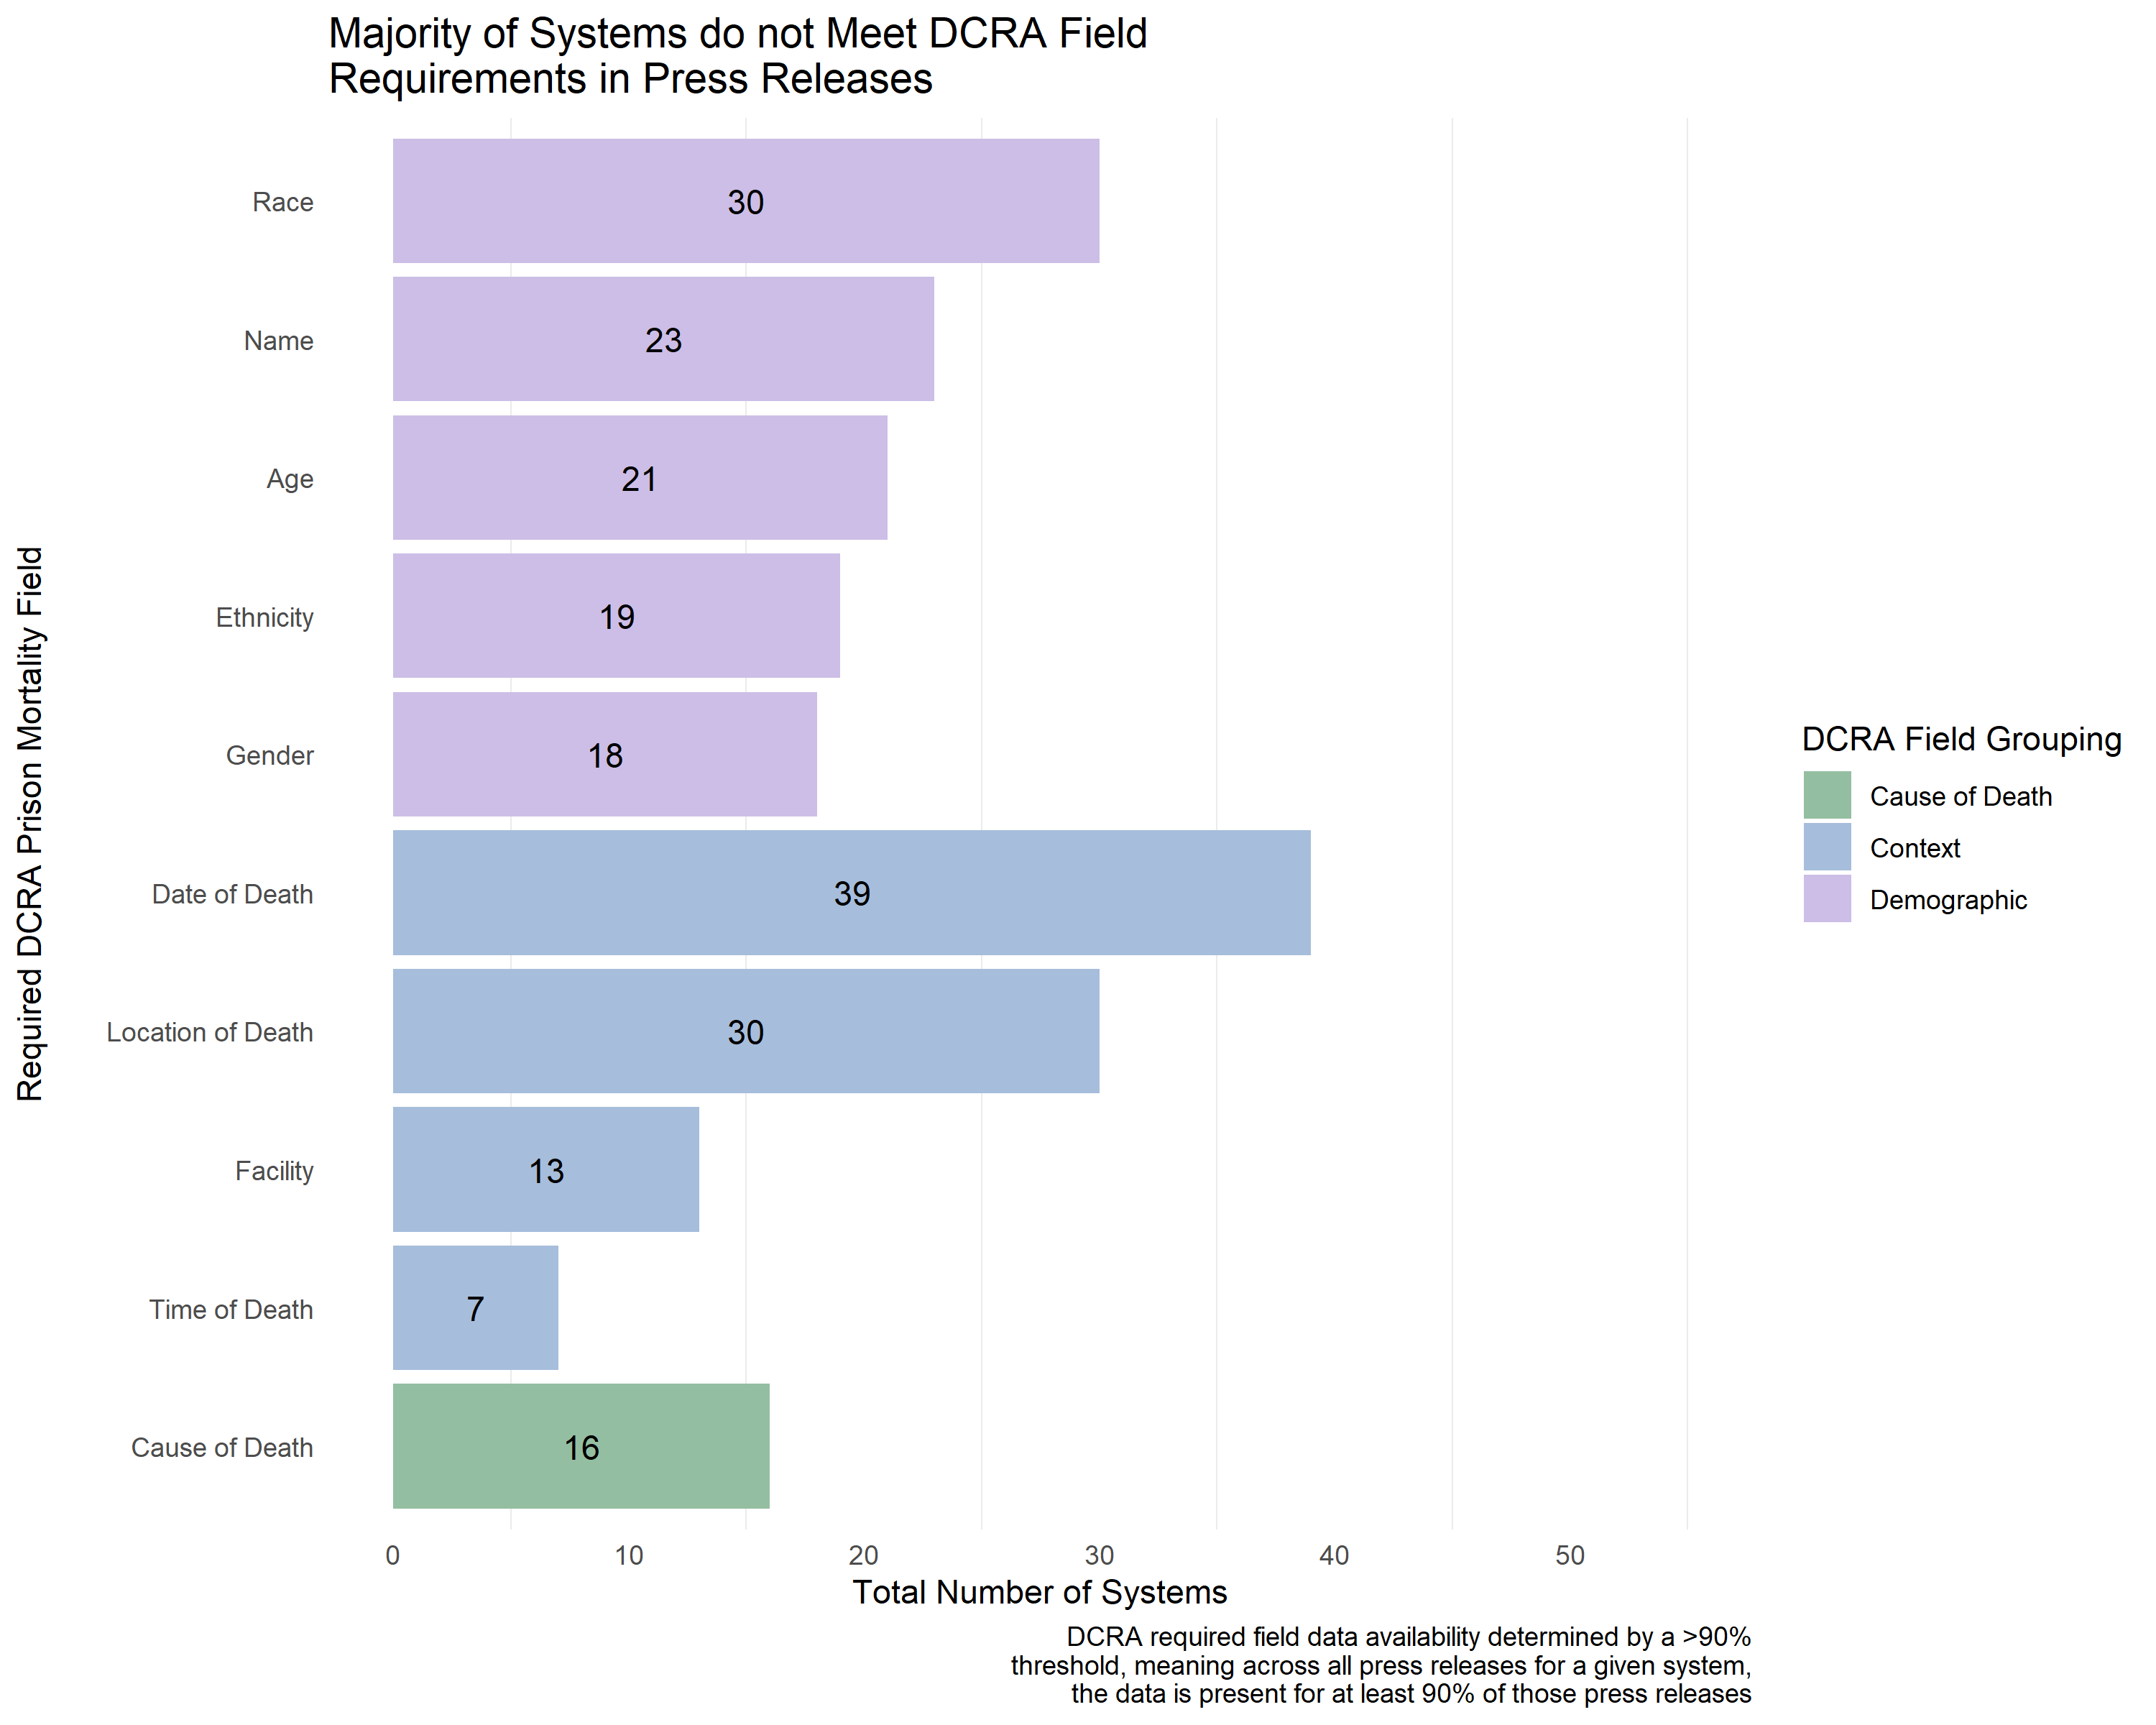 Majority of Systems do not Meet DCRA Field
Requirements in Press Releases
Required DCRA Prison Mortality Field
Race
30
Name
23
Age
21
Ethnicity
19
Gender
18
Date of Death
39
Location of Death
30
Facility
13
Time of Death
7
Cause of Death
16
0 10 20 30 40 50
Total Number of Systems
DCRA Field Grouping
Cause of Death
Context
Demographic
DCRA required field data availability determined by a >90%
threshold, meaning across all press releases for a given system,
the data is present for at least 90% of those press releases